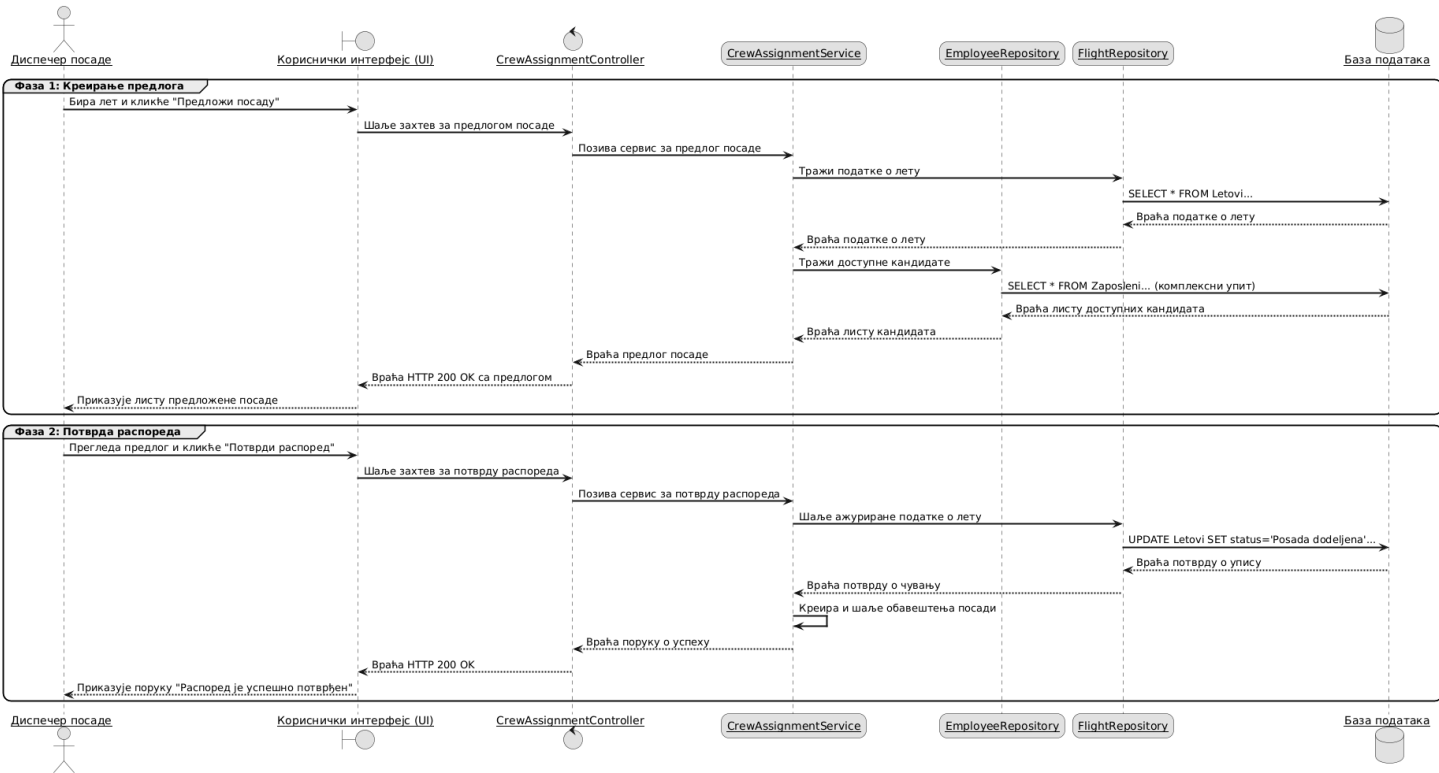 Диспечер посаде
Кориснички интерфејс (UI)
CrewAssignmentController
CrewAssignmentService
EmployeeRepository
FlightRepository
База података
Фаза 1: Креирање предлога
Бира лет и кликће "Предложи посаду"
Шаље захтев за предлогом посаде
Позива сервис за предлог посаде
Тражи податке о лету
SELECT * FROM Letovi...
Враћа податке о лету
Враћа податке о лету
Тражи доступне кандидате
SELECT * FROM Zaposleni... (комплексни упит)
Враћа листу доступних кандидата
Враћа листу кандидата
Враћа предлог посаде
Враћа HTTP 200 OK са предлогом
Приказује листу предложене посаде
Фаза 2: Потврда распореда
Прегледа предлог и кликће "Потврди распоред"
Шаље захтев за потврду распореда
Позива сервис за потврду распореда
Шаље ажуриране податке о лету
UPDATE Letovi SET status='Posada dodeljena'...
Враћа потврду о упису
Враћа потврду о чувању
Креира и шаље обавештења посади
Враћа поруку о успеху
Враћа HTTP 200 OK
Приказује поруку "Распоред је успешно потврђен"
Диспечер посаде
Кориснички интерфејс (UI)
CrewAssignmentController
CrewAssignmentService
EmployeeRepository
FlightRepository
База података